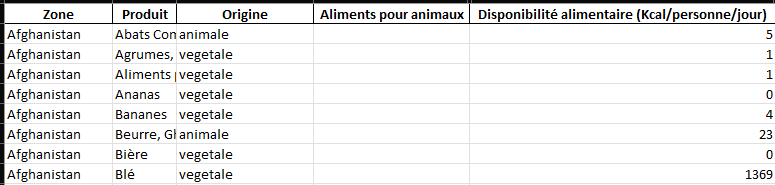 Zone Produit Origine Aliments pour animaux Disponibilité alimentaire (Kcal/personne/jour)
Afghanistan Abats Con animale 5
Afghanistan Agrumes, vegetale 1
Afghanistan Aliments vegetale 1
Afghanistan Ananas vegetale 0
Afghanistan Bananes vegetale 4
Afghanistan Beurre, Gh animale 23
Afghanistan Bière vegetale 0
Afghanistan Blé vegetale 1369